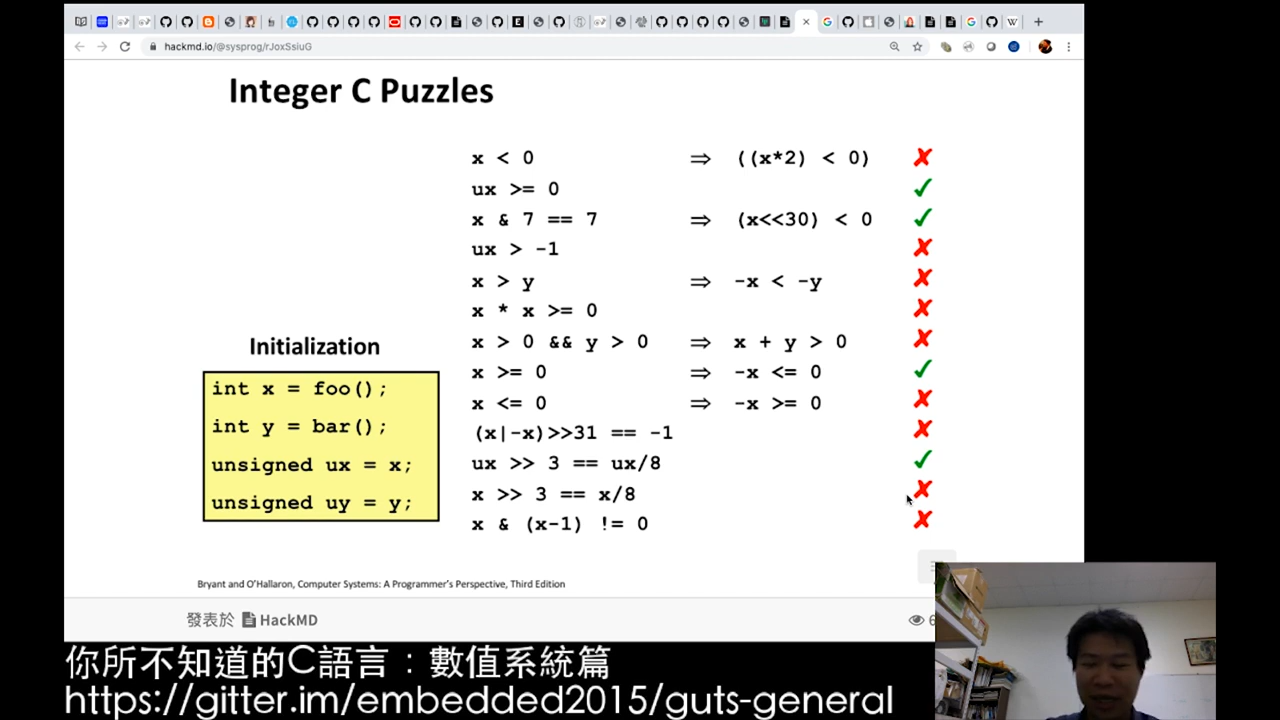 hackmd.io/@sysprog/rJoxSsiuG
Integer C Puzzles
x < 0 ⇒ ((x*2) < 0) ✘
ux >= 0 ✓
x & 7 == 7 ⇒ (x<<30) < 0 ✓
ux > -1 ✘
x > y ⇒ -x < -y ✘
x * x >= 0 ✘
x > 0 && y > 0 ⇒ x + y > 0 ✘
x >= 0 ⇒ -x <= 0 ✓
x <= 0 ⇒ -x >= 0 ✘
(x|-x)>>31 == -1 ✘
ux >> 3 == ux/8 ✓
x >> 3 == x/8 ✘
x & (x-1) != 0 ✘
Initialization
int x = foo();
int y = bar();
unsigned ux = x;
unsigned uy = y;
Bryant and O'Hallaron, Computer Systems: A Programmer's Perspective, Third Edition
發表於 HackMD
你所不知道的C語言：數值系統篇
https://gitter.im/embedded2015/guts-general